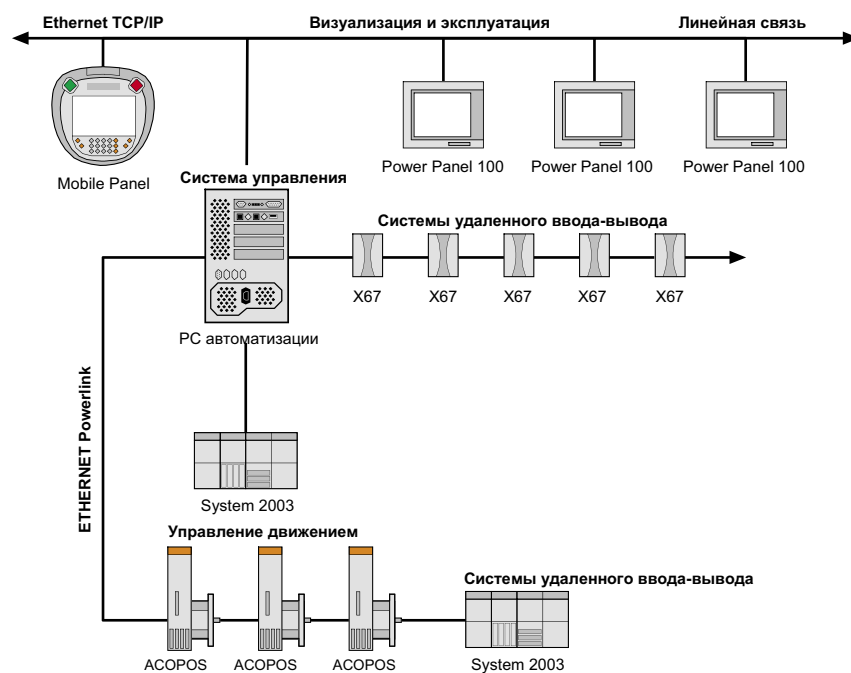 Ethernet TCP/IP
Визуализация и эксплуатация
Линейная связь
Mobile Panel
Power Panel 100
Power Panel 100
Power Panel 100
Система управления
Системы удаленного ввода-вывода
X67
X67
X67
X67
X67
PC автоматизации
ETHERNET Powerlink
System 2003
Управление движением
Системы удаленного ввода-вывода
ACOPOS
ACOPOS
ACOPOS
System 2003